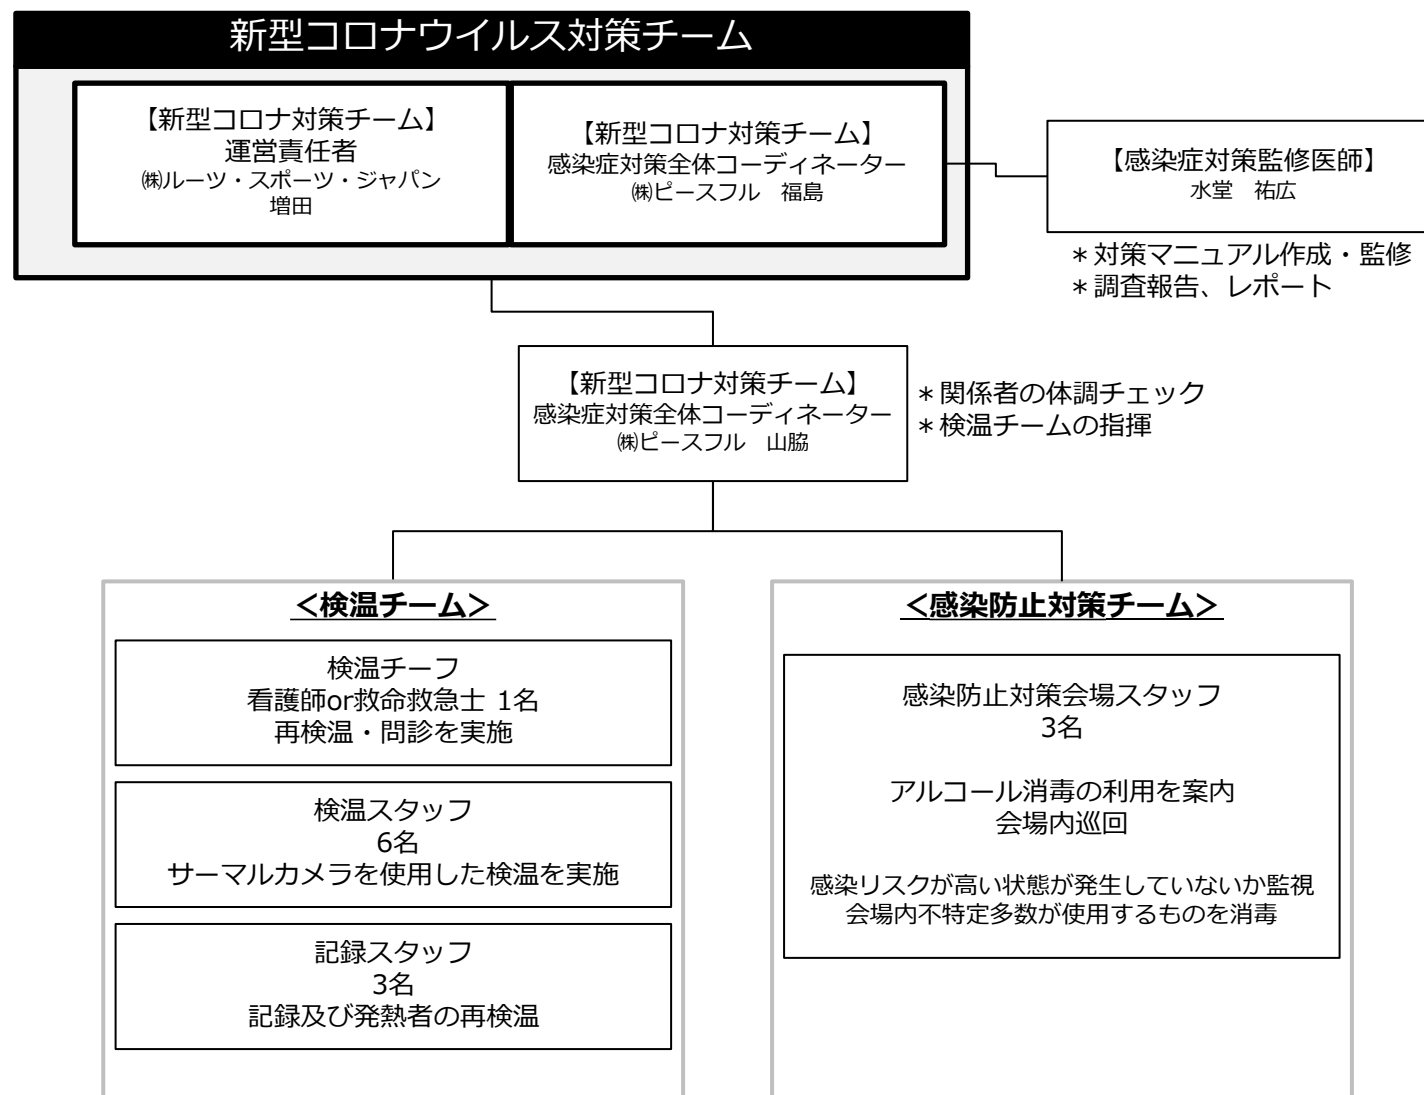 新型コロナウイルス対策チーム
【新型コロナ対策チーム】
運営責任者
㈱ルーツ・スポーツ・ジャパン
増田
【新型コロナ対策チーム】
感染症対策全体コーディネーター
㈱ピースフル　福島
【感染症対策監修医師】
水堂　祐広
＊対策マニュアル作成・監修
＊調査報告、レポート
【新型コロナ対策チーム】
感染症対策全体コーディネーター
㈱ピースフル　山脇
＊関係者の体調チェック
＊検温チームの指揮
＜検温チーム＞
検温チーフ
看護師or救命救急士 1名
再検温・問診を実施
検温スタッフ
6名
サーマルカメラを使用した検温を実施
記録スタッフ
3名
記録及び発熱者の再検温
＜感染防止対策チーム＞
感染防止対策会場スタッフ
3名
アルコール消毒の利用を案内
会場内巡回
感染リスクが高い状態が発生していないか監視
会場内不特定多数が使用するものを消毒